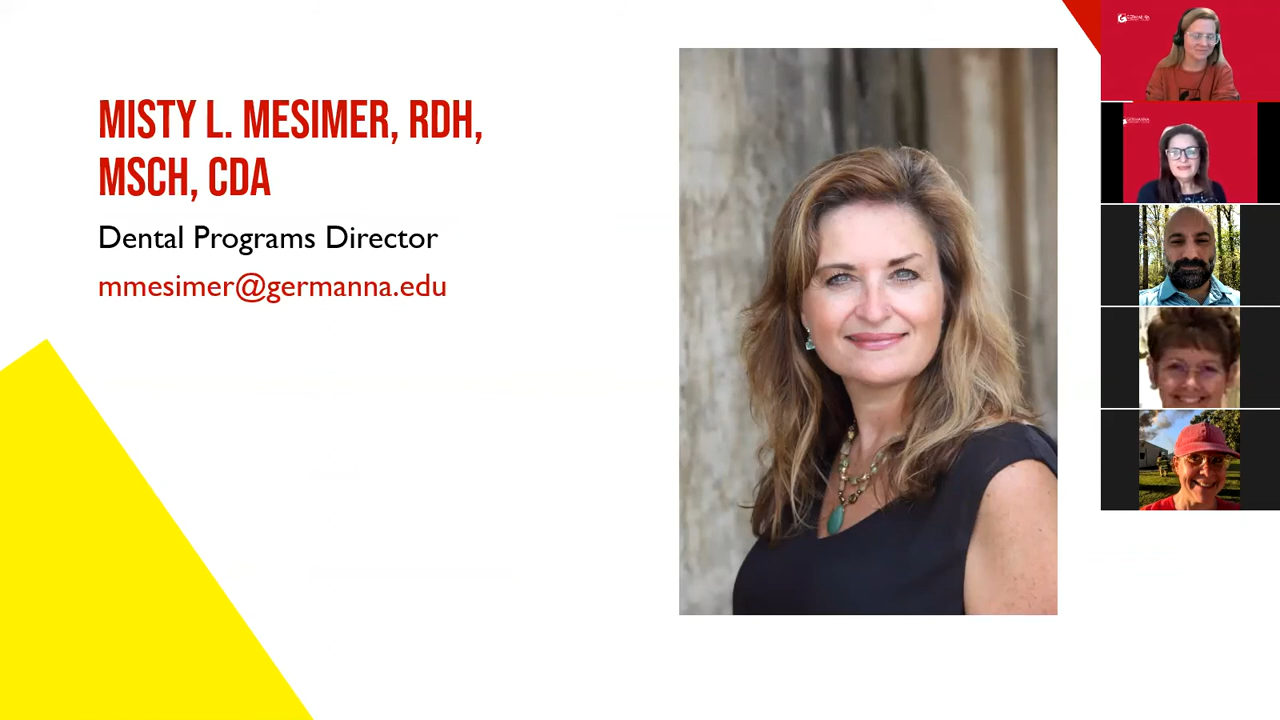 MISTY L. MESIMER, RDH,
MSCH, CDA
Dental Programs Director
mmesimer@germanna.edu